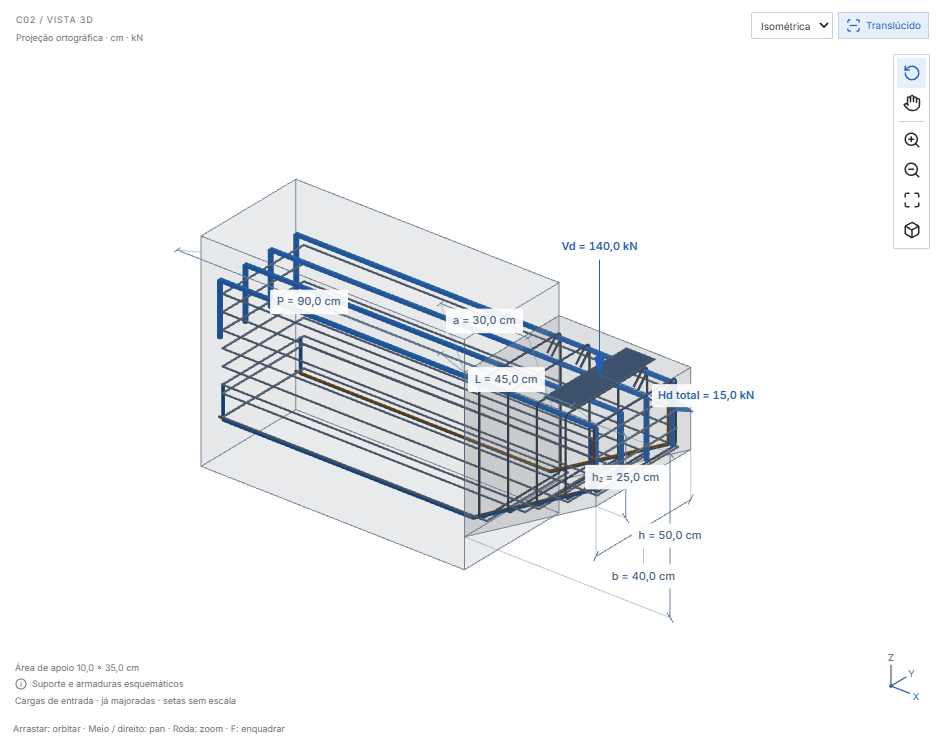 C02 / VISTA 3D
Projeção ortográfica · cm · kN
Isométrica
Translúcido
Vd = 140,0 kN
P = 90,0 cm
a = 30,0 cm
L = 45,0 cm
Hd total = 15,0 kN
h₂ = 25,0 cm
h = 50,0 cm
b = 40,0 cm
Área de apoio 10,0 × 35,0 cm
Suporte e armaduras esquemáticos
Cargas de entrada · já majoradas · setas sem escala
Arrastar: orbitar · Meio / direito: pan · Roda: zoom · F: enquadrar
Z
Y
X